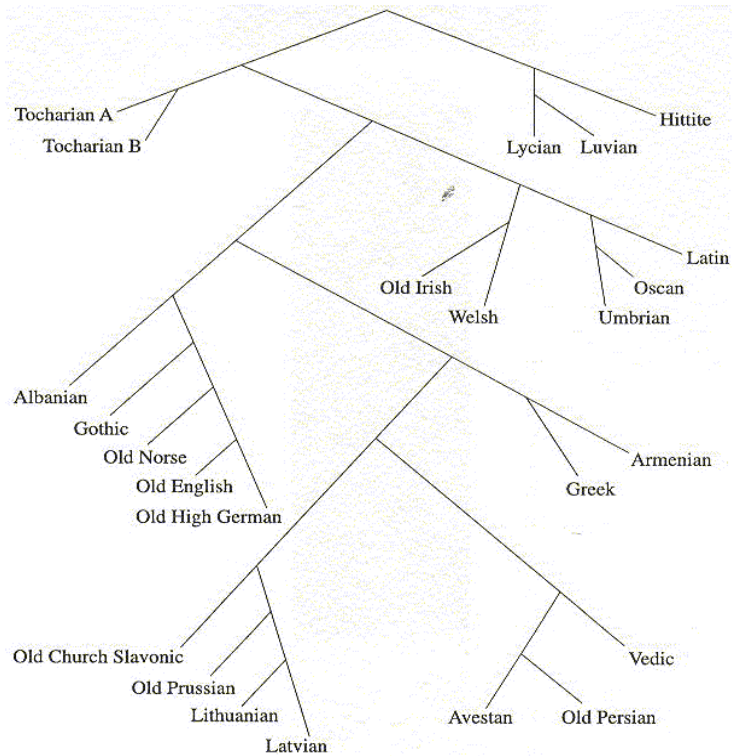 Tocharian A
Tocharian B
Hittite
Lycian
Luvian
Latin
Old Irish
Oscan
Welsh
Umbrian
Albanian
Gothic
Old Norse
Armenian
Old English
Greek
Old High German
Old Church Slavonic
Vedic
Old Prussian
Lithuanian
Avestan
Old Persian
Latvian